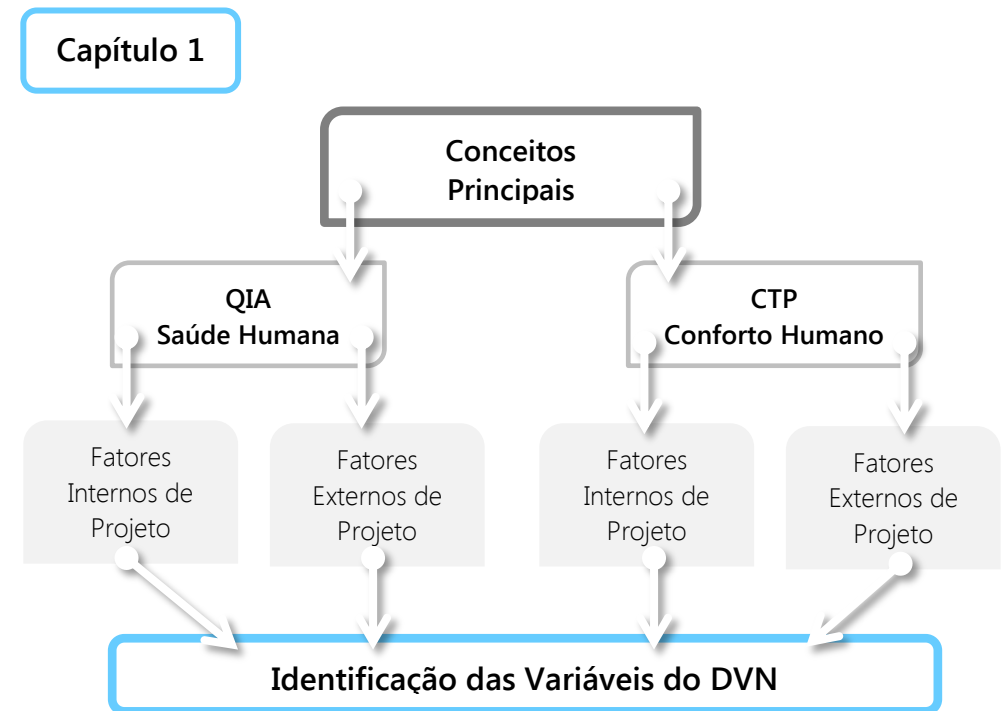 Capítulo 1
Conceitos
Principais
QIA
Saúde Humana
CTP
Conforto Humano
Fatores
Internos de
Projeto
Fatores
Externos de
Projeto
Fatores
Internos de
Projeto
Fatores
Externos de
Projeto
Identificação das Variáveis do DVN